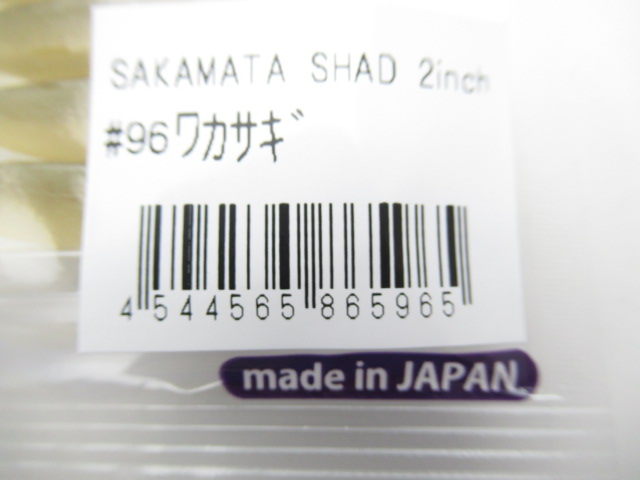 SAKAMATA SHAD 2inch
#96ワカサギ
4 544565 865965
made in JAPAN